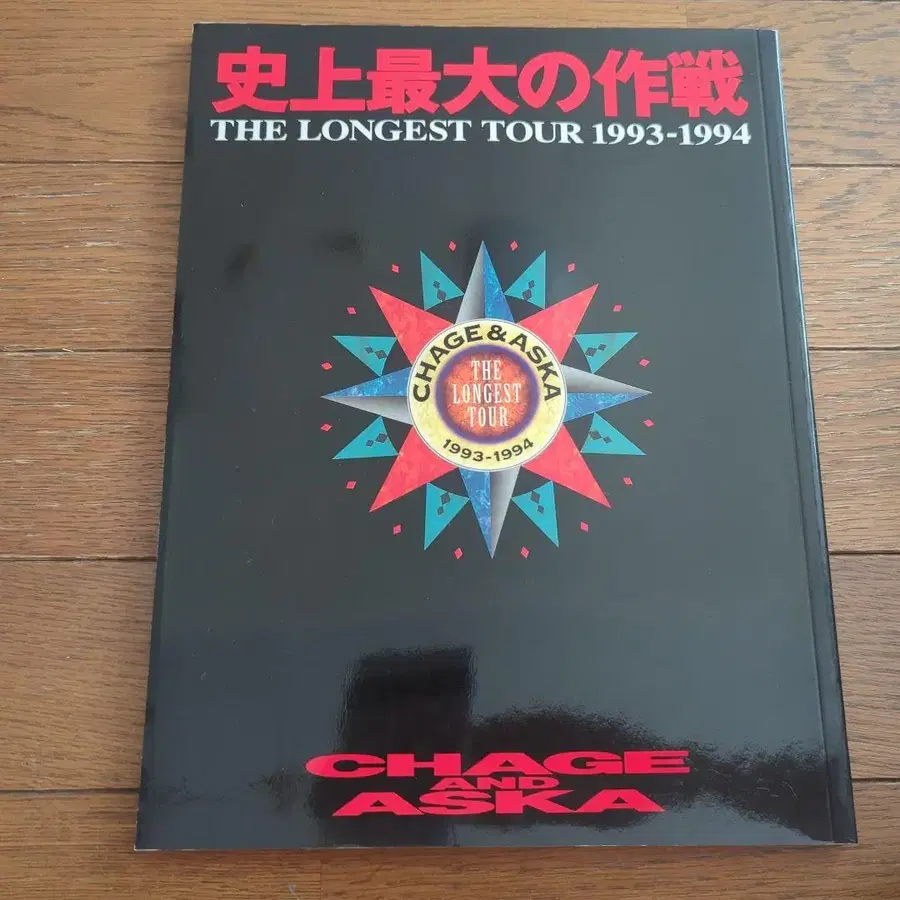 史上最大の作戦
THE LONGEST TOUR 1993-1994
CHAGE & ASKA
THE
LONGEST
TOUR
1993-1994
CHAGE
AND
ASKA